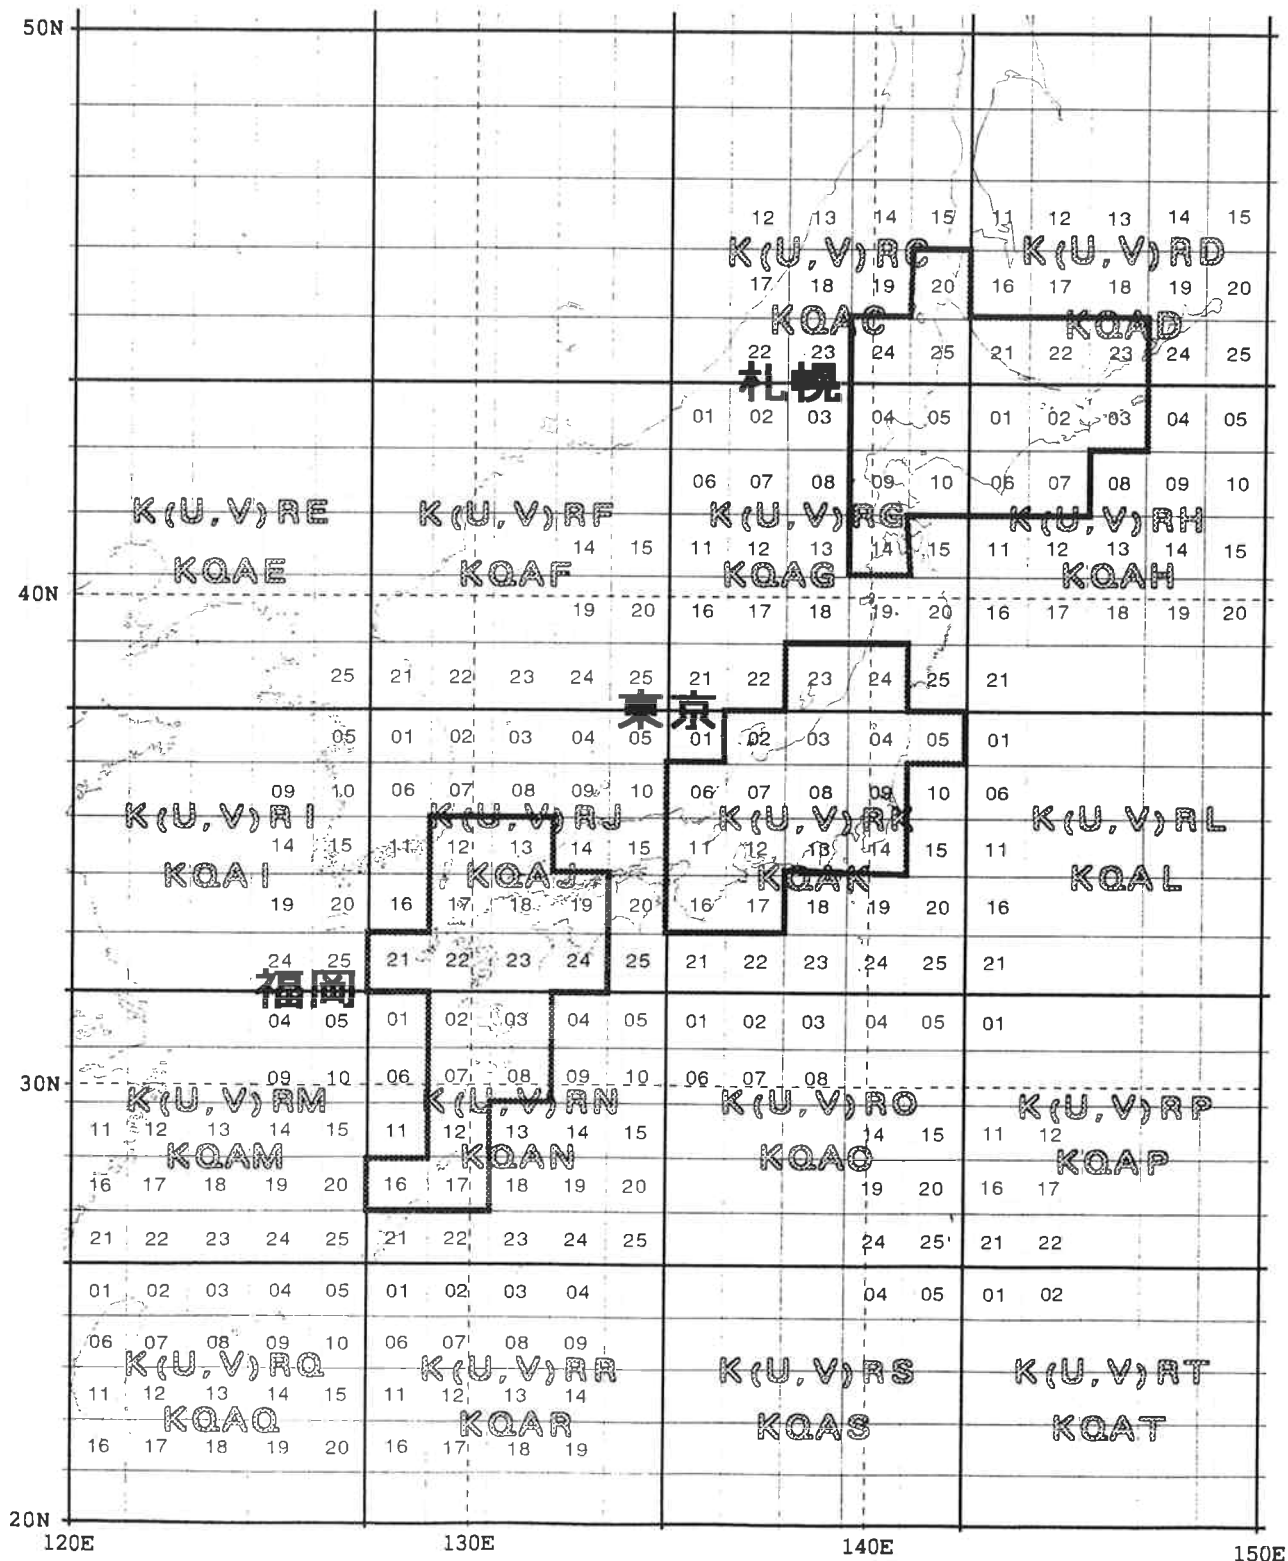 50N
12 13 14 15 11 12 13 14 15
K(U,V)RC K(U,V)RD
17 18 19 20 16 17 18 19 20
KQAC KQAD
22 23 24 25 21 22 23 24 25
札幌
01 02 03 04 05 01 02 03 04 05
06 07 08 09 10 06 07 08 09 10
K(U,V)RE K(U,V)RF K(U,V)RG K(U,V)RH
14 15 11 12 13 14 15 11 12 13 14 15
KQAE KQAF KQAG KQAH
40N
19 20 16 17 18 19 20 16 17 18 19 20
25 21 22 23 24 25 21 22 23 24 25 21
東京
05 01 02 03 04 05 01 02 03 04 05 01
09 10 06 07 08 09 10 06 07 08 09 10 06
K(U,V)RI K(U,V)RJ K(U,V)RK K(U,V)RL
14 15 11 12 13 14 15 11 12 13 14 15 11
KQAI KQAJ KQAK KQAL
19 20 16 17 18 19 20 16 17 18 19 20 16
24 25 21 22 23 24 25 21 22 23 24 25 21
福岡
04 05 01 02 03 04 05 01 02 03 04 05 01
09 10 06 07 08 09 10 06 07 08
30N
K(U,V)RM K(U,V)RN K(U,V)RO K(U,V)RP
11 12 13 14 15 11 12 13 14 15 14 15 11 12
KQAM KQAN KQAO KQAP
16 17 18 19 20 16 17 18 19 20 19 20 16 17
21 22 23 24 25 21 22 23 24 25 24 25 21 22
01 02 03 04 05 01 02 03 04 04 05 01 02
06 07 08 09 10 06 07 08 09
K(U,V)RQ K(U,V)RR K(U,V)RS K(U,V)RT
11 12 13 14 15 11 12 13 14
KQAQ KQAR KQAS KQAT
16 17 18 19 20 16 17 18 19
20N
120E 130E 140E 150E